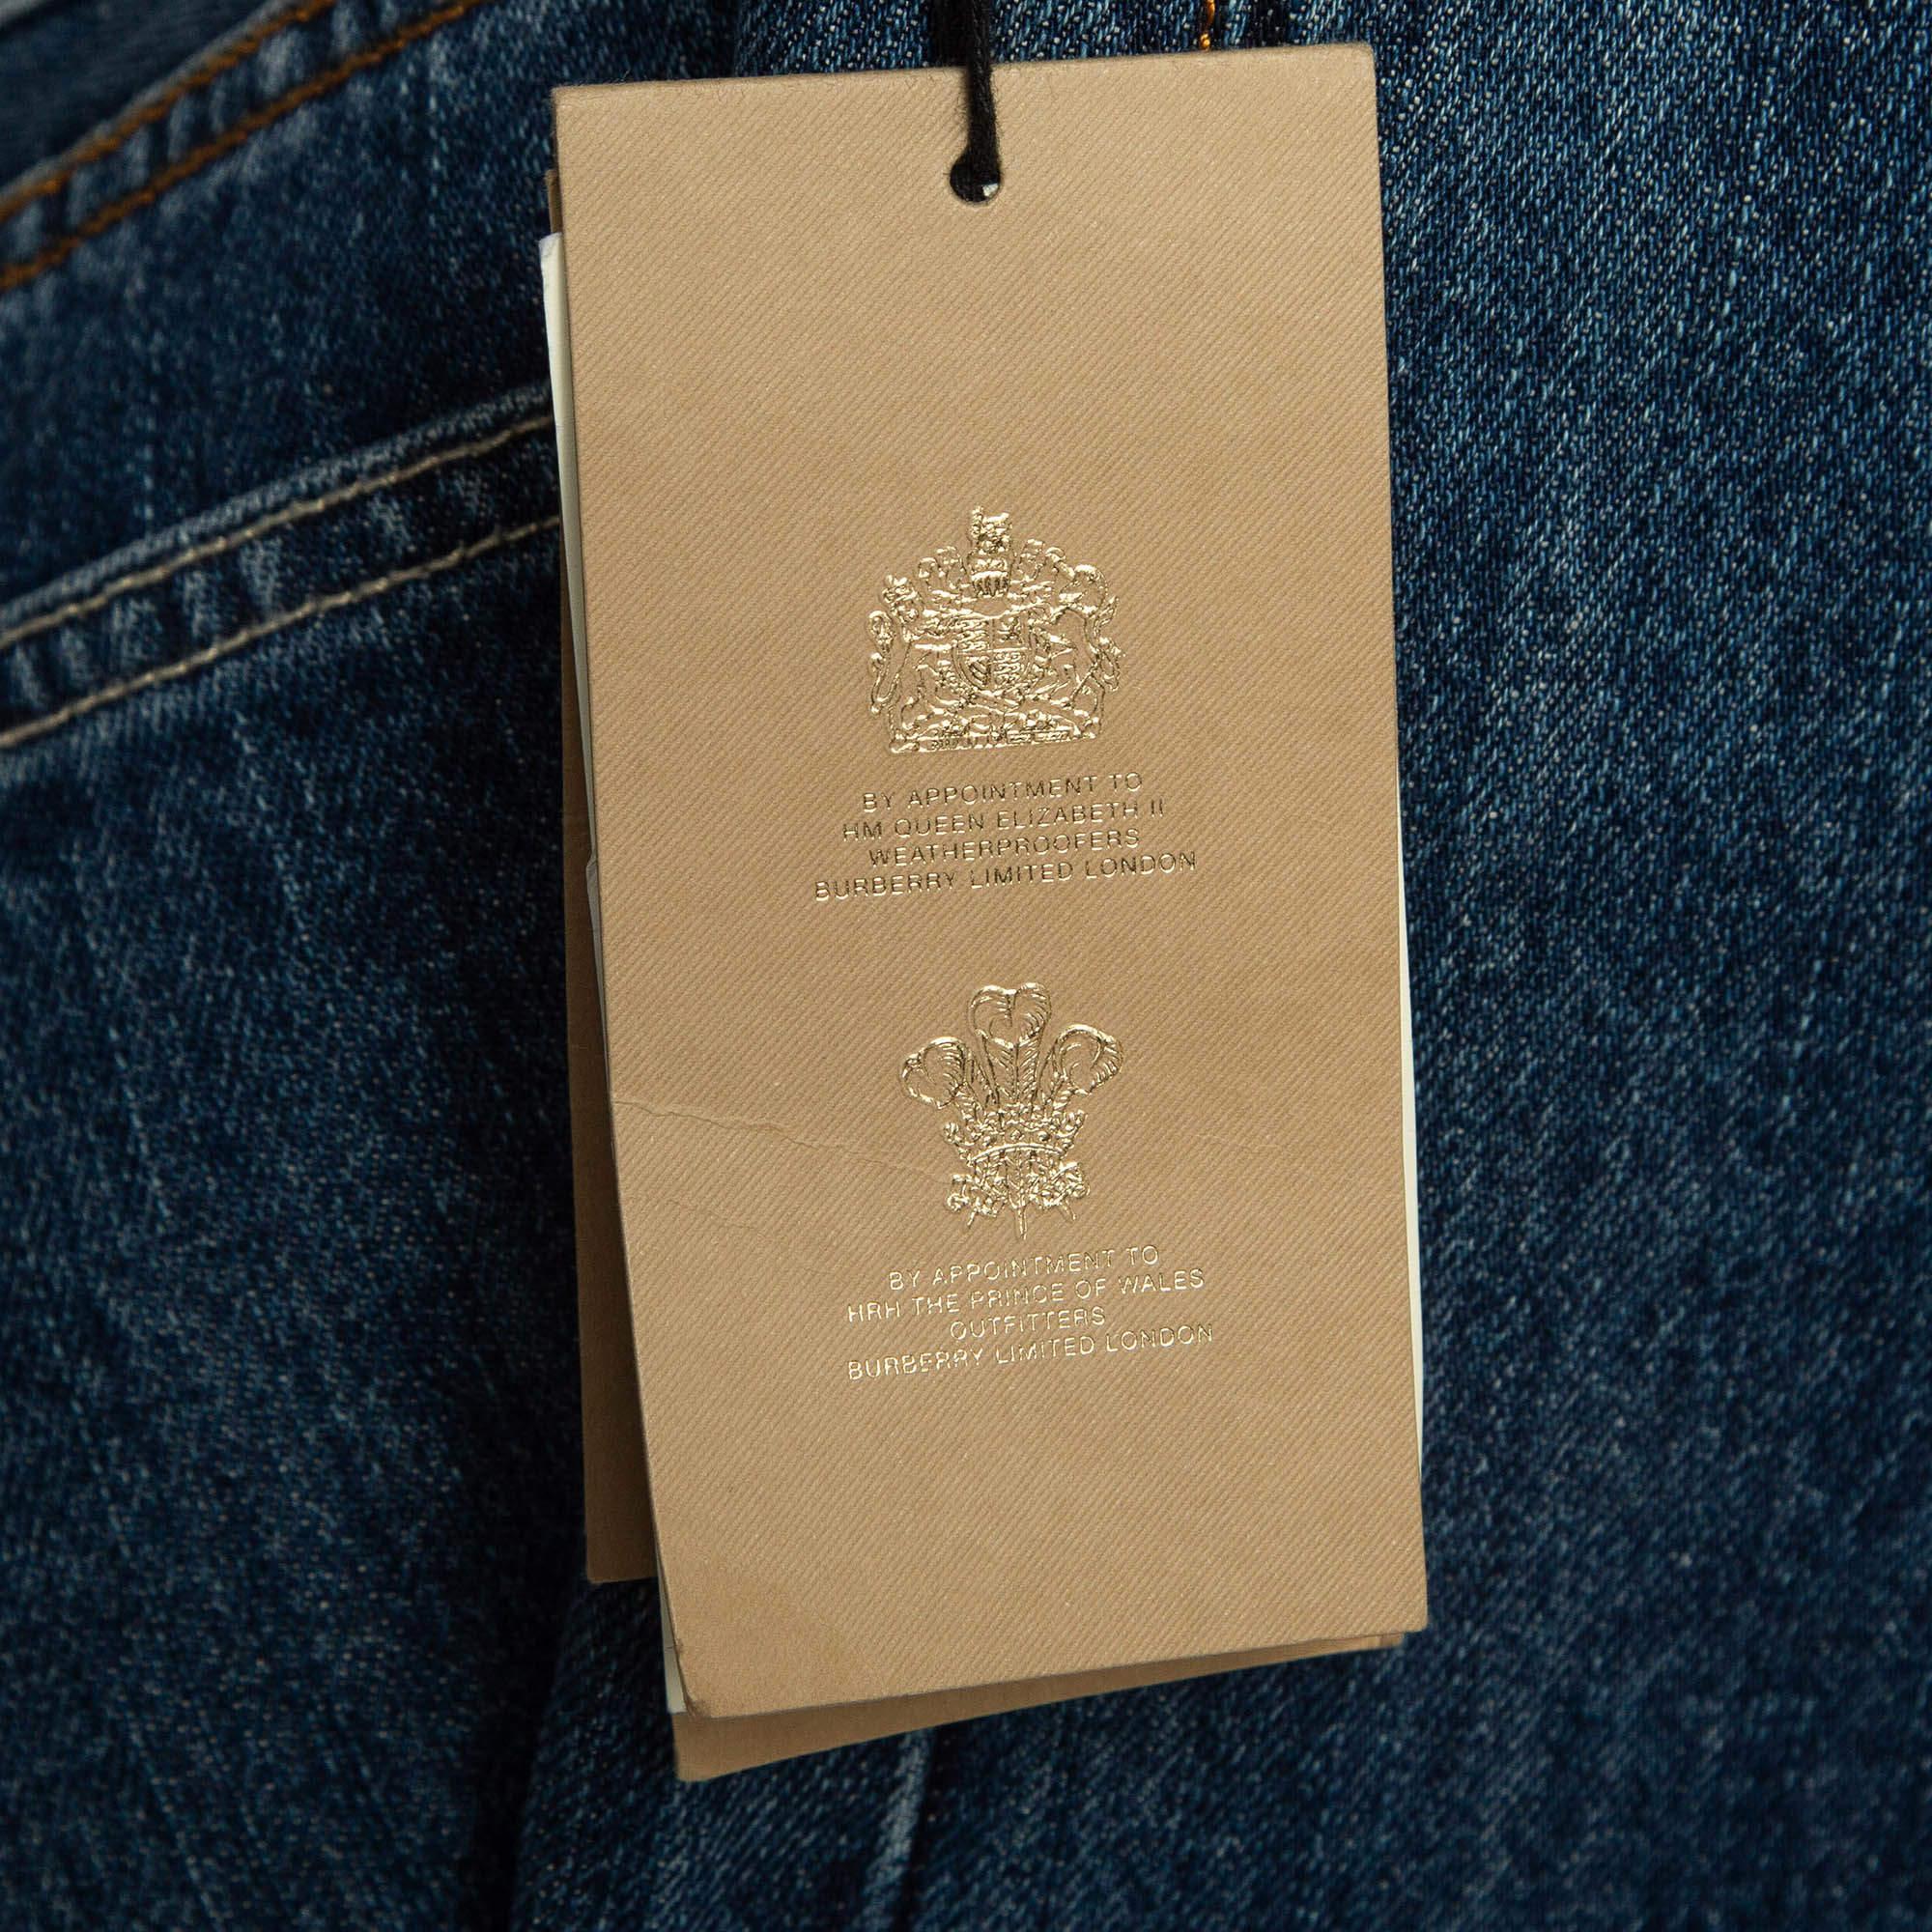 BY APPOINTMENT TO
HM QUEEN ELIZABETH II
WEATHERPROOFERS
BURBERRY LIMITED LONDON
BY APPOINTMENT TO
HRH THE PRINCE OF WALES
OUTFITTERS
BURBERRY LIMITED LONDON